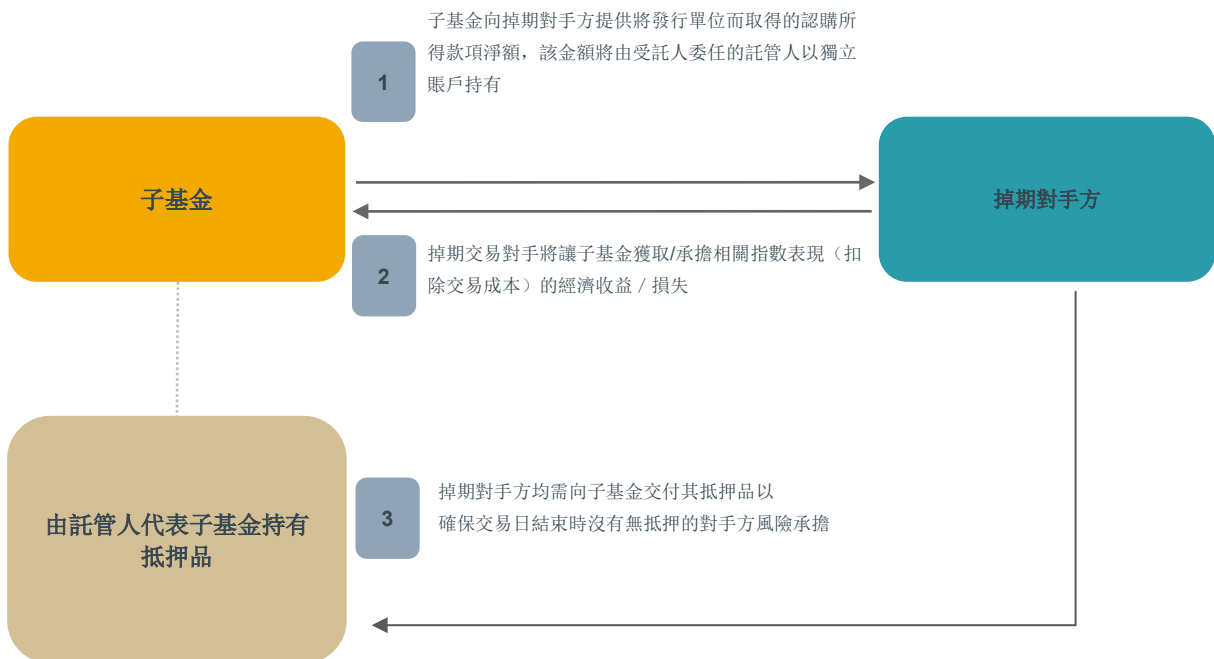 子基金向掉期對手方提供將發行單位而取得的認購所
得款項淨額，該金額將由受託人委任的託管人以獨立
賬戶持有
1
子基金
掉期對手方
2
掉期交易對手將讓子基金獲取/承擔相關指數表現（扣
除交易成本）的經濟收益 / 損失
由託管人代表子基金持有
抵押品
3
掉期對手方均需向子基金交付其抵押品以
確保交易日結束時沒有無抵押的對手方風險承擔